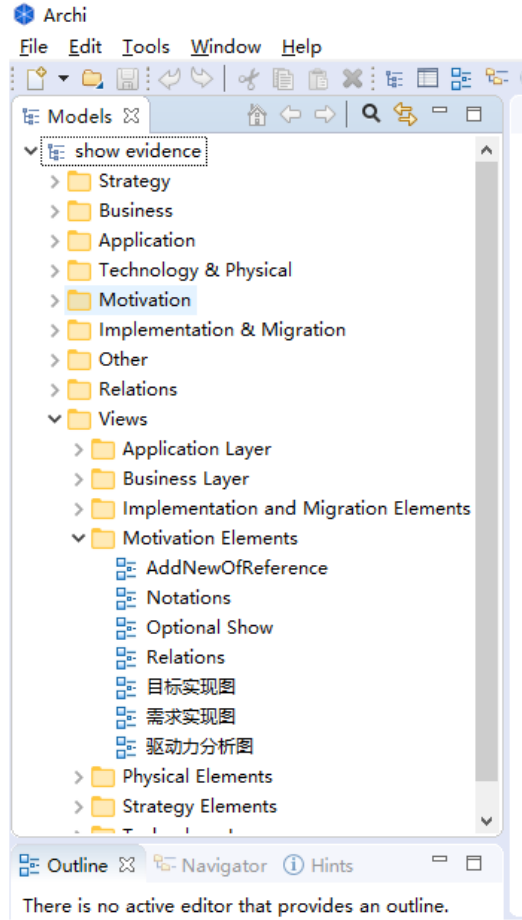 Archi
File Edit Tools Window Help
Models
show evidence
Strategy
Business
Application
Technology & Physical
Motivation
Implementation & Migration
Other
Relations
Views
Application Layer
Business Layer
Implementation and Migration Elements
Motivation Elements
AddNewOfReference
Notations
Optional Show
Relations
目标实现图
需求实现图
驱动力分析图
Physical Elements
Strategy Elements
Outline Navigator Hints
There is no active editor that provides an outline.